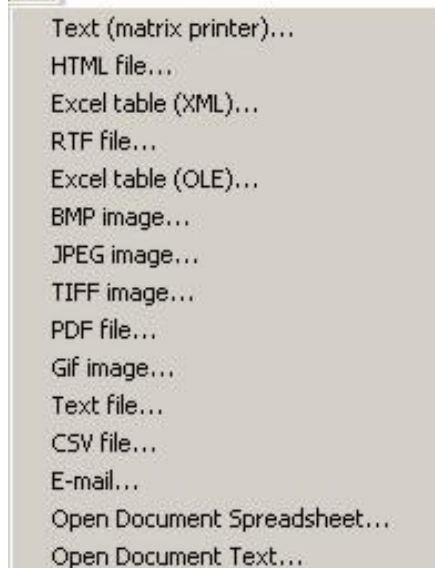 Text (matrix printer)...
HTML file...
Excel table (XML)...
RTF file...
Excel table (OLE)...
BMP image...
JPEG image...
TIFF image...
PDF file...
Gif image...
Text file...
CSV file...
E-mail...
Open Document Spreadsheet...
Open Document Text...